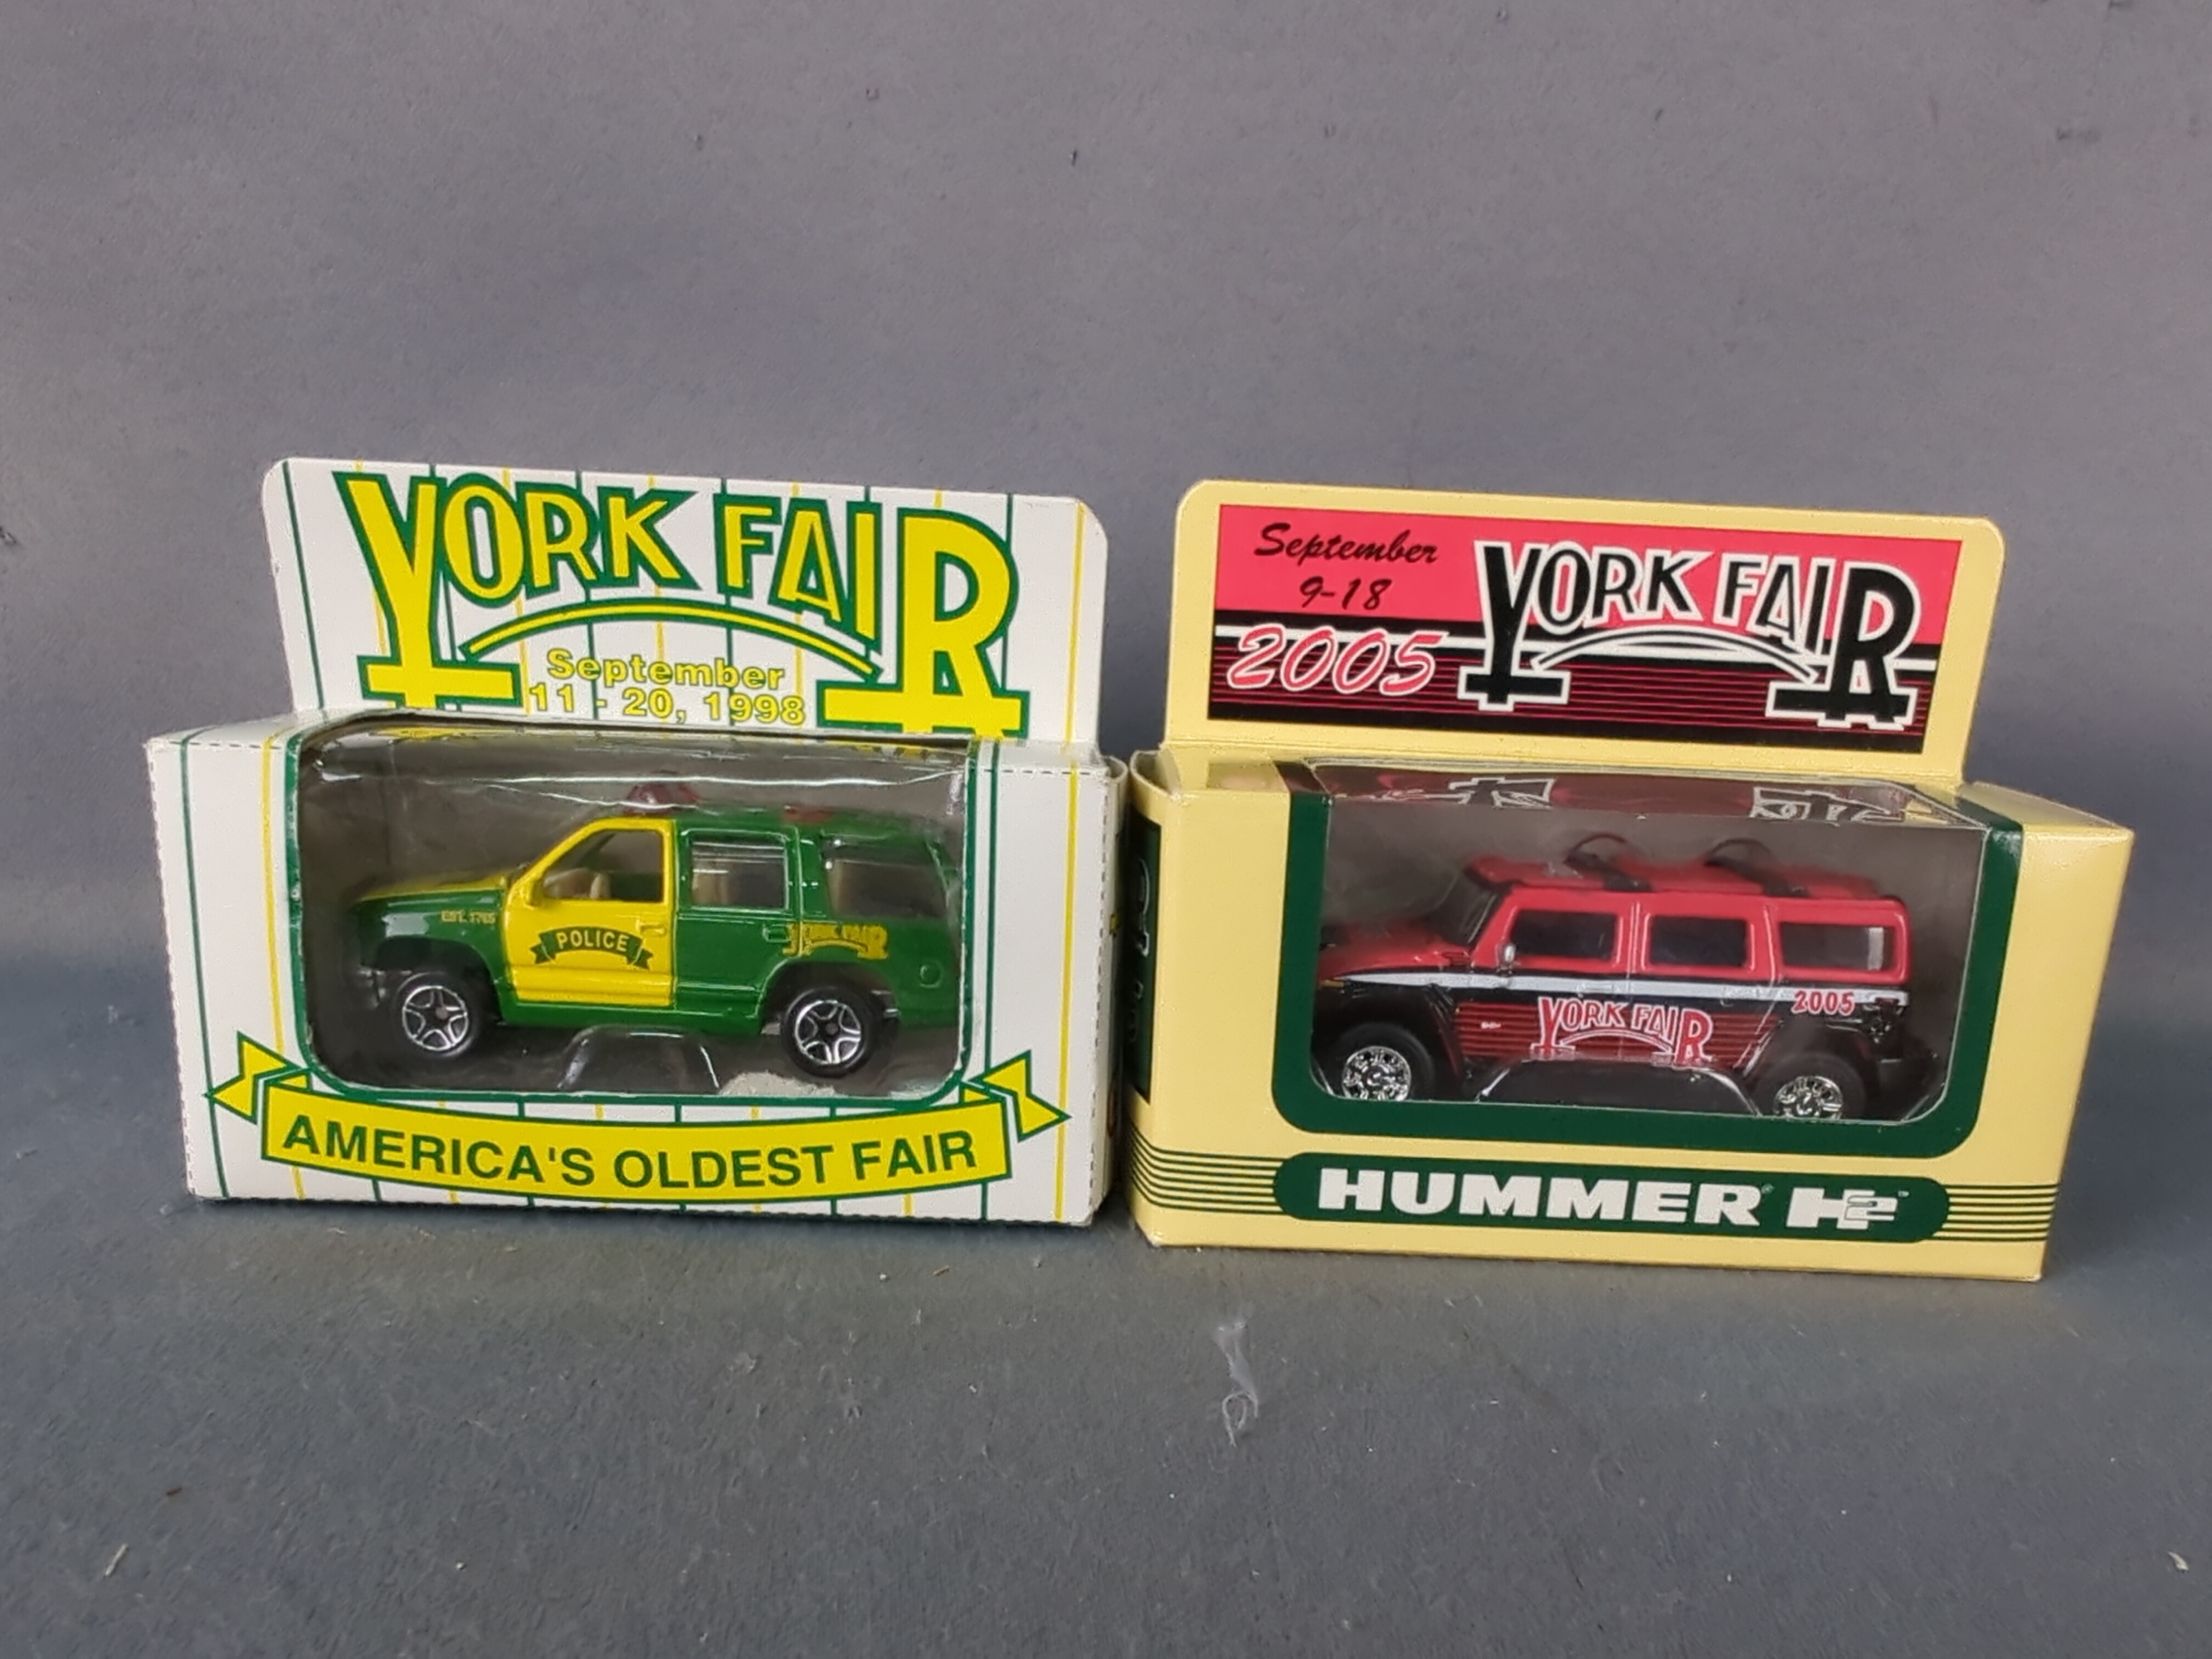 YORK FAIR
September
11 - 20, 1998
EST. 1765
POLICE
YORK FAIR
AMERICA'S OLDEST FAIR
September
9-18
2005
YORK FAIR
2005
YORK FAIR
HUMMER® H2™